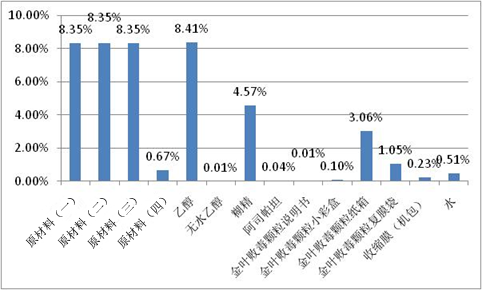 10.00%
8.00%
6.00%
4.00%
2.00%
0.00%
8.35%
8.35%
8.35%
0.67%
8.41%
0.01%
4.57%
0.04%
0.01%
0.10%
3.06%
1.05%
0.23%
0.51%
原材料（一）
原材料（二）
原材料（三）
原材料（四）
乙醇
无水乙醇
糊精
阿司帕坦
金叶败毒颗粒说明书
金叶败毒颗粒小彩盒
金叶败毒颗粒纸箱
金叶败毒颗粒复膜袋
收缩膜（机包）
水